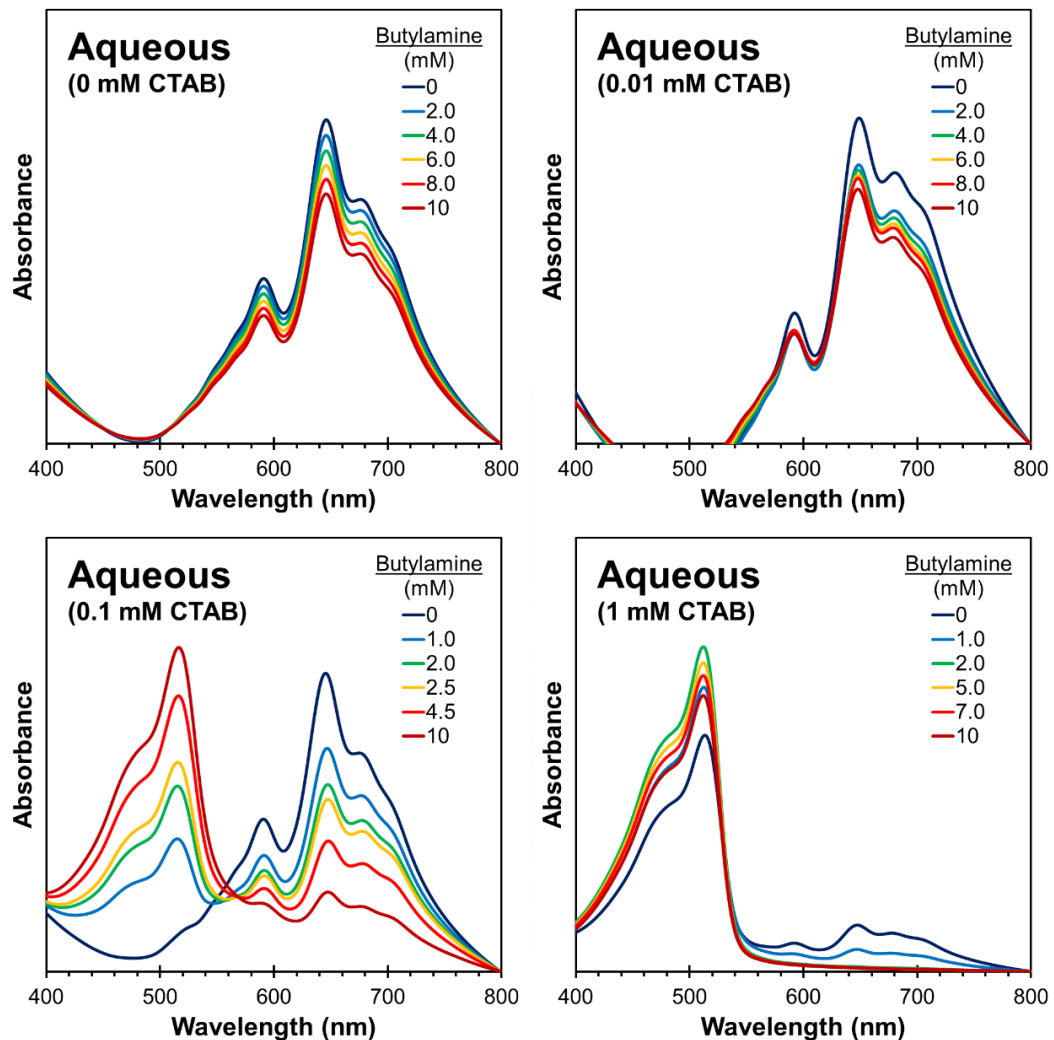 Aqueous
(0 mM CTAB)
Butylamine
(mM)
0
2.0
4.0
6.0
8.0
10
Absorbance
400 500 600 700 800
Wavelength (nm)
Aqueous
(0.01 mM CTAB)
Butylamine
(mM)
0
2.0
4.0
6.0
8.0
10
Absorbance
400 500 600 700 800
Wavelength (nm)
Aqueous
(0.1 mM CTAB)
Butylamine
(mM)
0
1.0
2.0
2.5
4.5
10
Absorbance
400 500 600 700 800
Wavelength (nm)
Aqueous
(1 mM CTAB)
Butylamine
(mM)
0
1.0
2.0
5.0
7.0
10
Absorbance
400 500 600 700 800
Wavelength (nm)